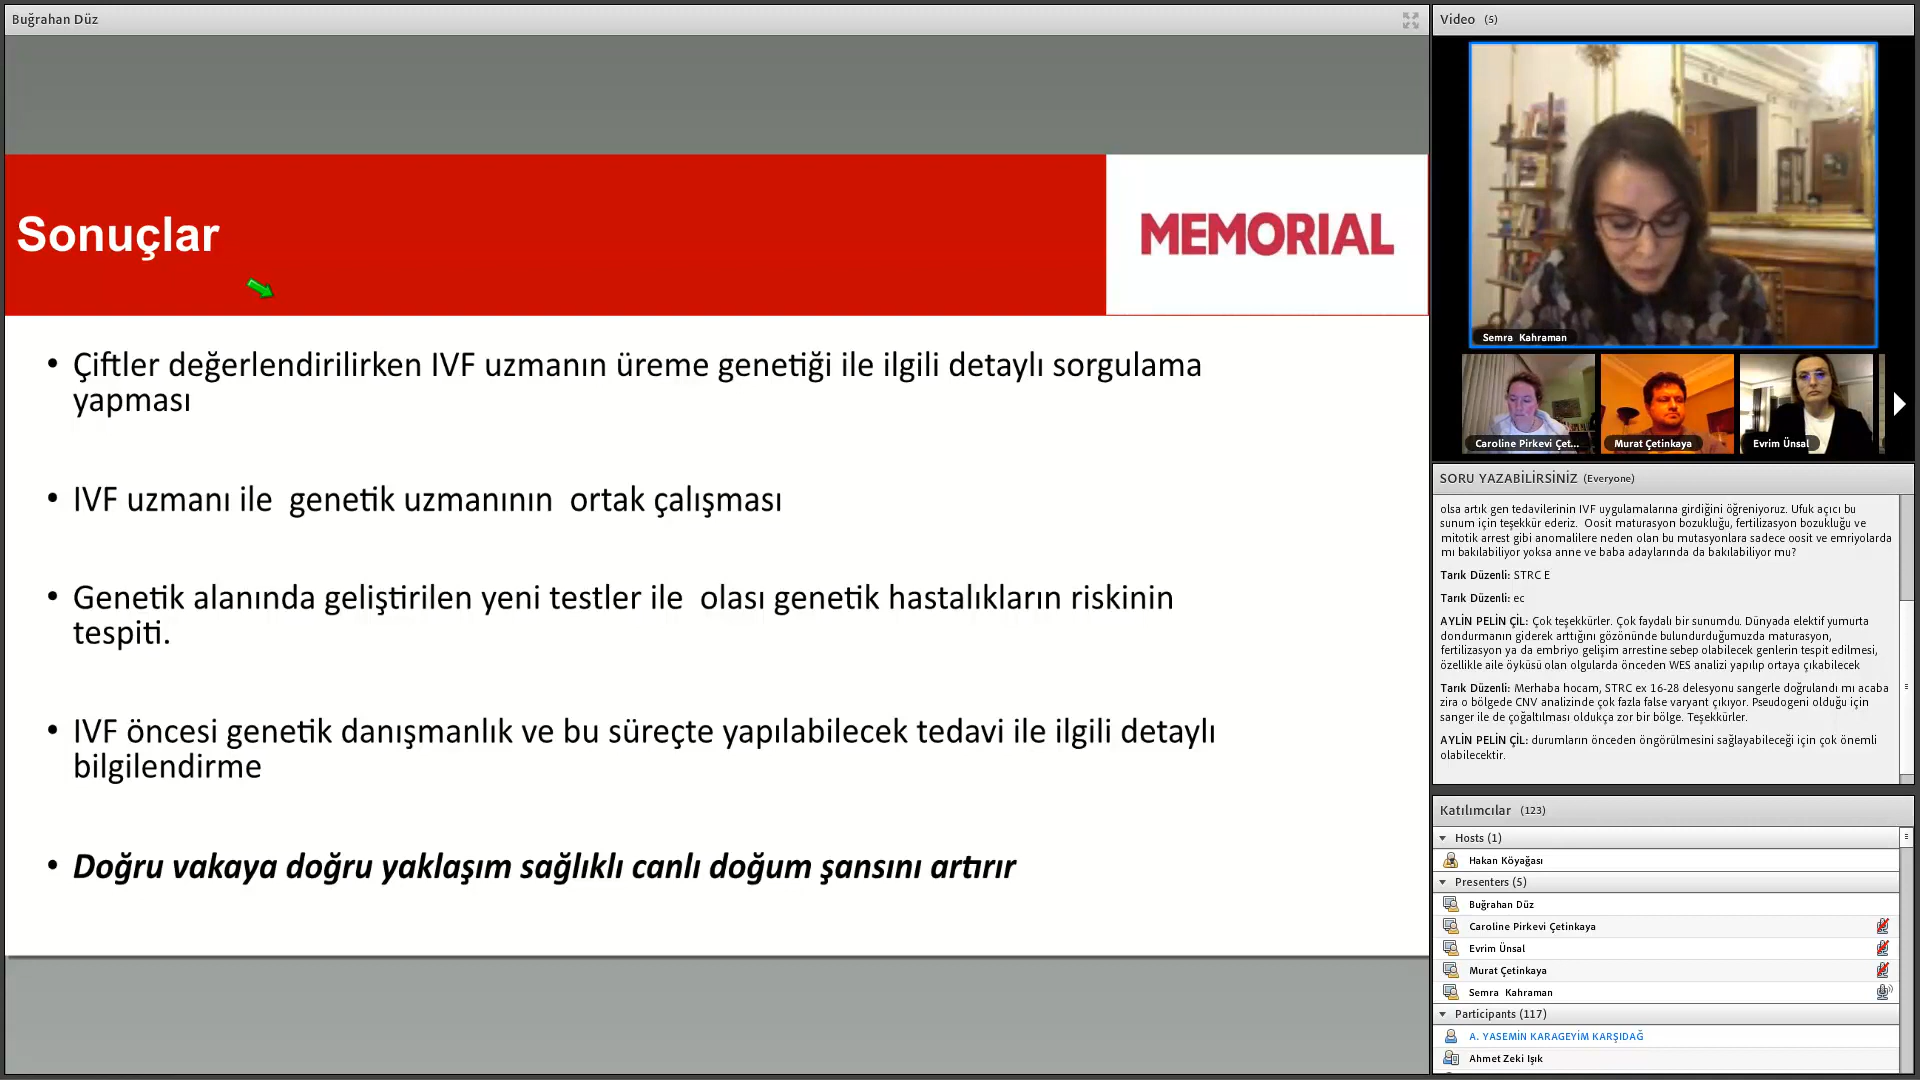 Buğrahan Düz
Sonuçlar
MEMORIAL
• Çiftler değerlendirilirken IVF uzmanın üreme genetiği ile ilgili detaylı sorgulama
yapması
• IVF uzmanı ile genetik uzmanının ortak çalışması
• Genetik alanında geliştirilen yeni testler ile olası genetik hastalıkların riskinin
tespiti.
• IVF öncesi genetik danışmanlık ve bu süreçte yapılabilecek tedavi ile ilgili detaylı
bilgilendirme
• Doğru vakaya doğru yaklaşım sağlıklı canlı doğum şansını artırır
Video (5)
Semra Kahraman
Caroline Pirkevi Çet...
Murat Çetinkaya
Evrim Ünsal
SORU YAZABİLİRSİNİZ (Everyone)
olsa artık gen tedavilerinin IVF uygulamalarına girdiğini öğreniyoruz. Ufuk açıcı bu
sunum için teşekkür ederiz. Oosit maturasyon bozukluğu, fertilizasyon bozukluğu ve
mitotik arrest gibi anomalilere neden olan bu mutasyonlara sadece oosit ve emriyolarda
mı bakılabiliyor yoksa anne ve baba adaylarında da bakılabiliyor mu?
Tarık Düzenli: STRC E
Tarık Düzenli: ec
AYLİN PELİN ÇİL: Çok teşekkürler. Çok faydalı bir sunumdu. Dünyada elektif yumurta
dondurmanın giderek arttığını gözönünde bulundurduğumuzda maturasyon,
fertilizasyon ya da embriyo gelişim arrestine sebep olabilecek genlerin tespit edilmesi,
özellikle aile öyküsü olan olgularda önceden WES analizi yapılıp ortaya çıkabilecek
Tarık Düzenli: Merhaba hocam, STRC ex 16-28 delesyonu sangerle doğrulandı mı acaba
zira o bölgede CNV analizinde çok fazla false varyant çıkıyor. Pseudogeni olduğu için
sanger ile de çoğaltılması oldukça zor bir bölge. Teşekkürler.
AYLİN PELİN ÇİL: durumların önceden öngörülmesini sağlayabileceği için çok önemli
olabilecektir.
Katılımcılar (123)
Hosts (1)
Hakan Köyağası
Presenters (5)
Buğrahan Düz
Caroline Pirkevi Çetinkaya
Evrim Ünsal
Murat Çetinkaya
Semra Kahraman
Participants (117)
A. YASEMİN KARAGEYİM KARŞIDAĞ
Ahmet Zeki Işık